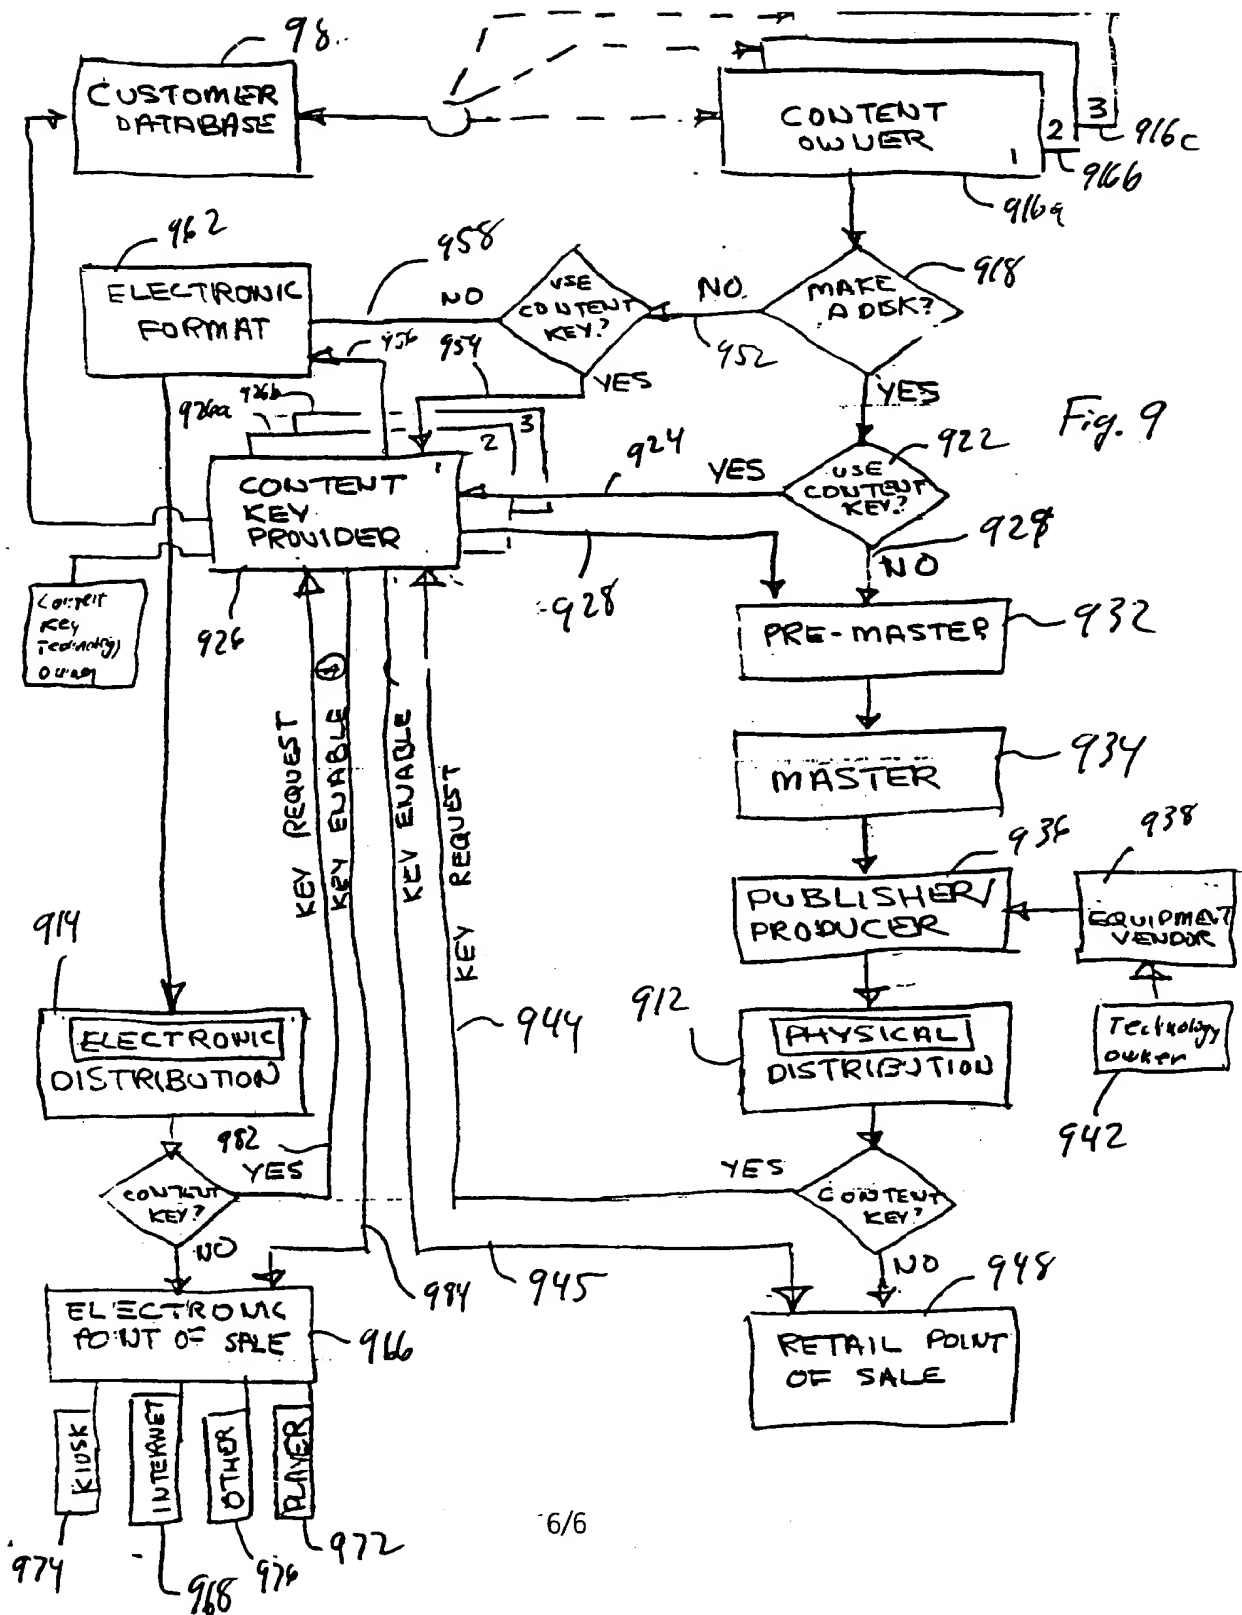 98
CUSTOMER
DATABASE
CONTENT
OWNER
1
2
3
916c
916b
916a
962
ELECTRONIC
FORMAT
958
NO
USE
CONTENT
KEY?
NO
952
MAKE
A DISK?
918
956
954
YES
YES
926a
926b
1
2
3
CONTENT
KEY
PROVIDER
924
YES
USE
CONTENT
KEY?
922
Fig. 9
928
NO
928
926
Content
Key
Technology
Owner
PRE-MASTER
932
KEY REQUEST
KEY ENABLE
KEY ENABLE
KEY REQUEST
MASTER
934
936
938
PUBLISHER/
PRODUCER
EQUIPMENT
VENDOR
914
ELECTRONIC
DISTRIBUTION
944
912
PHYSICAL
DISTRIBUTION
Technology
owner
942
982
YES
CONTENT
KEY?
NO
YES
CONTENT
KEY?
NO
984
945
948
ELECTRONIC
POINT OF SALE
966
RETAIL POINT
OF SALE
KIOSK
INTERNET
OTHER
PLAYER
974
968
976
972
6/6